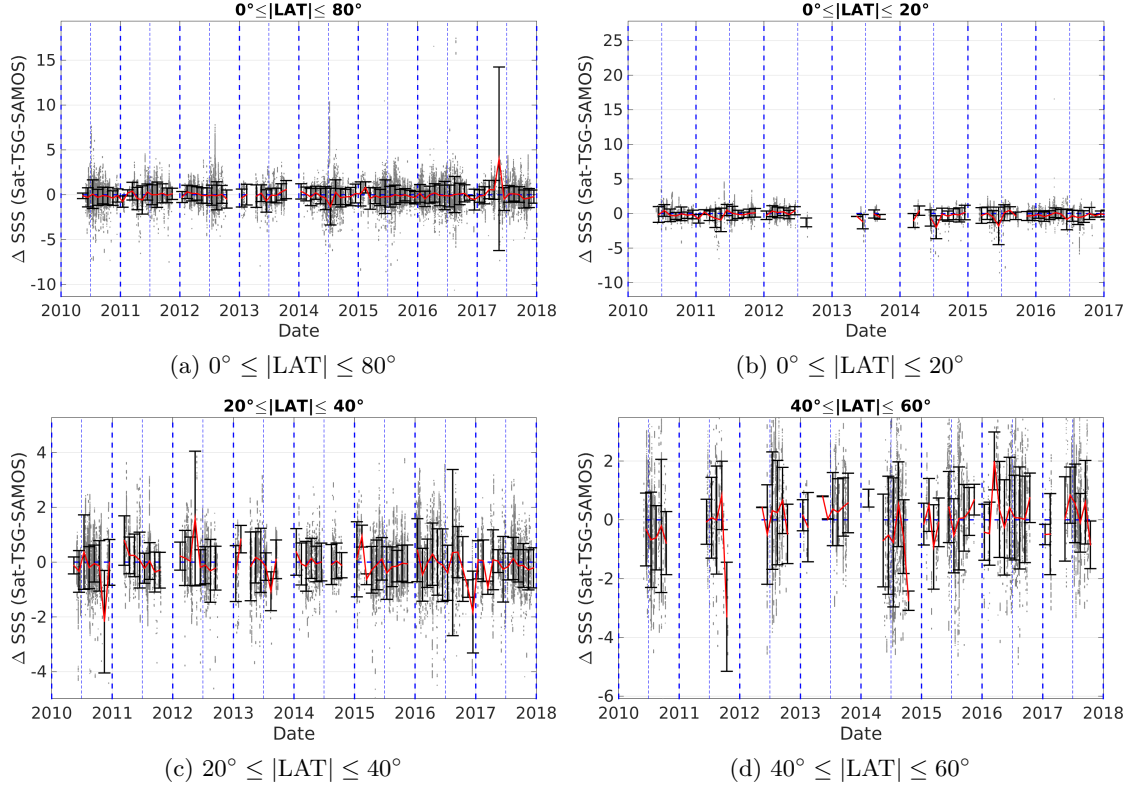 0°≤|LAT|≤ 80°
Δ SSS (Sat-TSG-SAMOS)
15
10
5
0
-5
-10
2010 2011 2012 2013 2014 2015 2016 2017 2018
Date
(a) 0° ≤ |LAT| ≤ 80°
0°≤|LAT|≤ 20°
Δ SSS (Sat-TSG-SAMOS)
25
20
15
10
5
0
-5
-10
2010 2011 2012 2013 2014 2015 2016 2017
Date
(b) 0° ≤ |LAT| ≤ 20°
20°≤|LAT|≤ 40°
Δ SSS (Sat-TSG-SAMOS)
4
2
0
-2
-4
2010 2011 2012 2013 2014 2015 2016 2017 2018
Date
(c) 20° ≤ |LAT| ≤ 40°
40°≤|LAT|≤ 60°
Δ SSS (Sat-TSG-SAMOS)
2
0
-2
-4
-6
2010 2011 2012 2013 2014 2015 2016 2017 2018
Date
(d) 40° ≤ |LAT| ≤ 60°